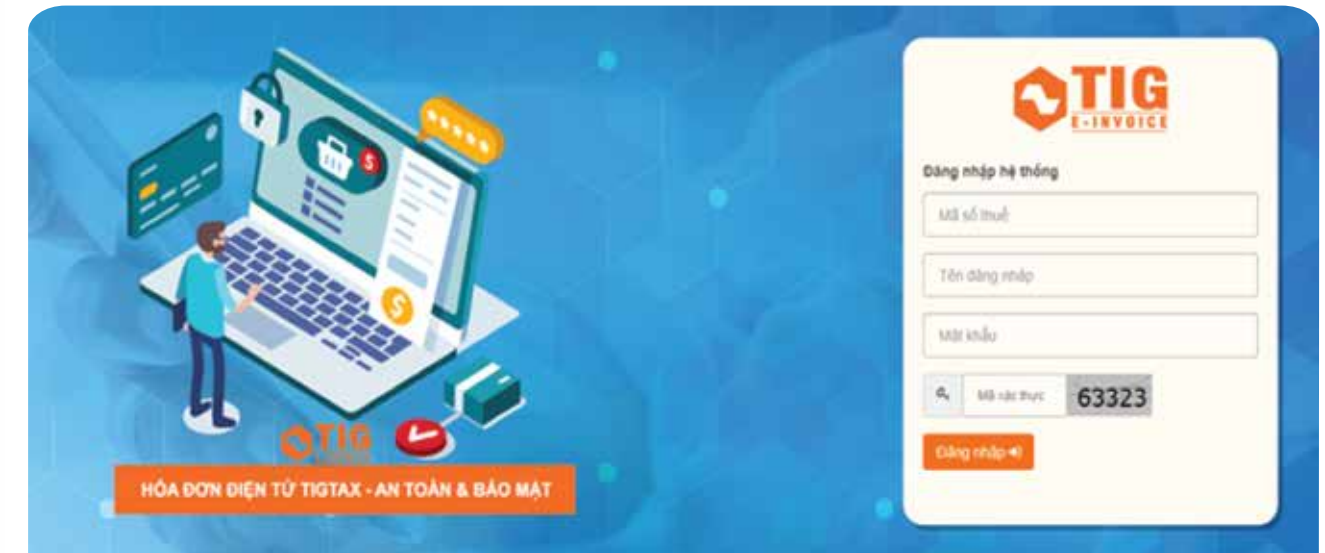 TIG
E-INVOICE
Đăng nhập hệ thống
Mã số thuế
Tên đăng nhập
Mật khẩu
Mã xác thực 63323
Đăng nhập
TIG
HÓA ĐƠN ĐIỆN TỬ TIGTAX - AN TOÀN & BẢO MẬT